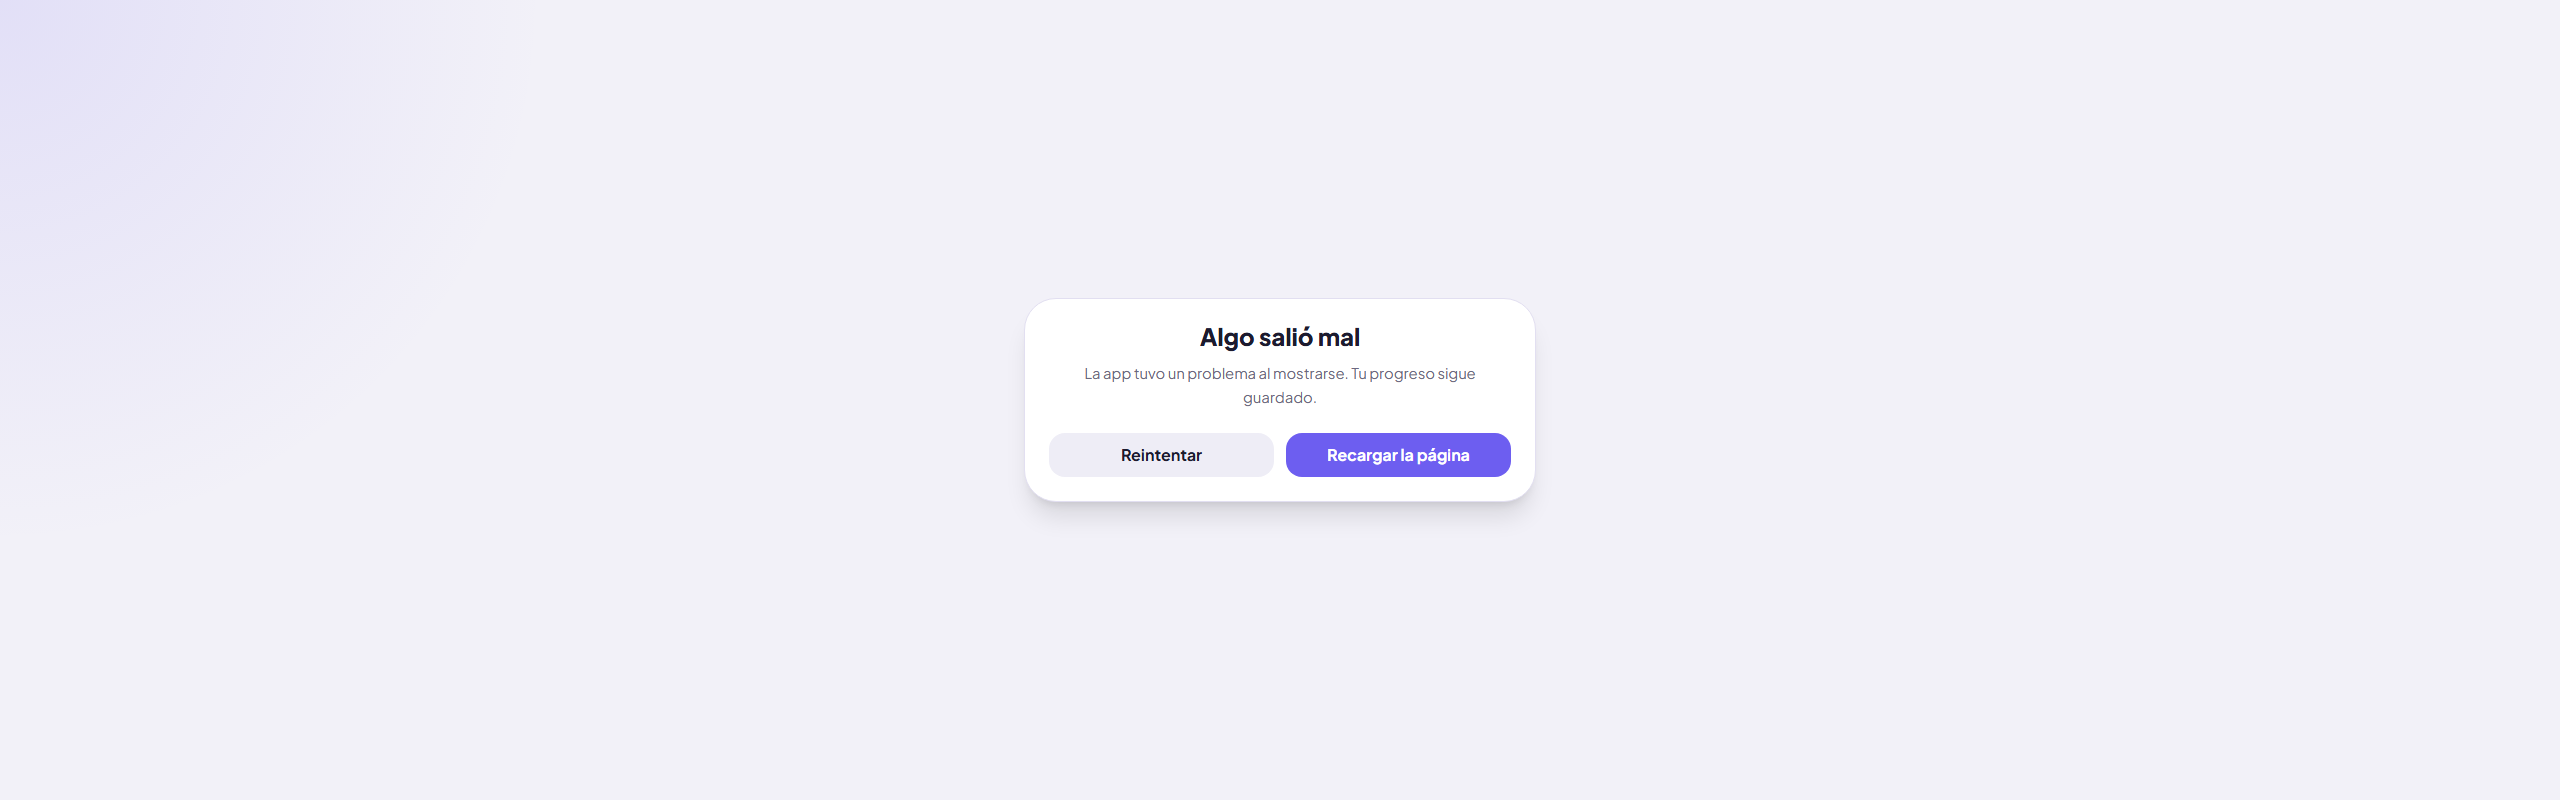 Algo salió mal
La app tuvo un problema al mostrarse. Tu progreso sigue
guardado.
Reintentar
Recargar la página